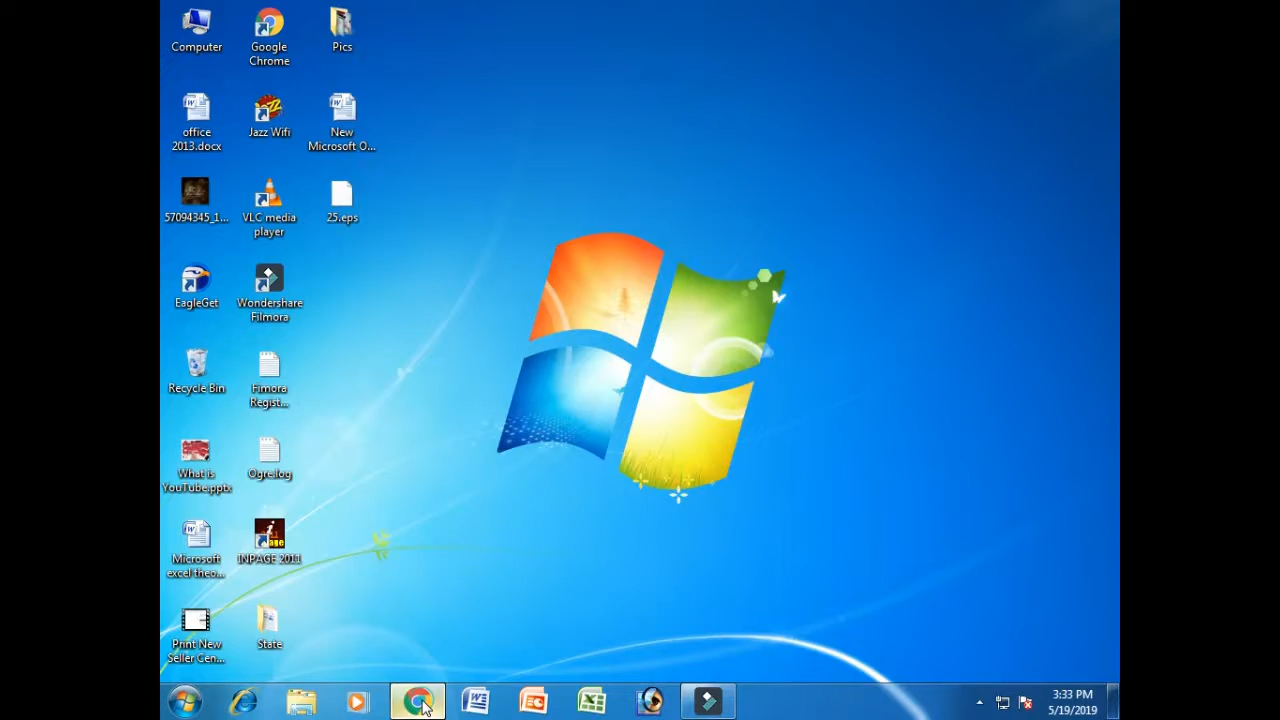 Computer
Google
Chrome
Pics
office
2013.docx
Jazz Wifi
New
Microsoft O...
57094345_1...
VLC media
player
25.eps
EagleGet
Wondershare
Filmora
Recycle Bin
Fimora
Regist...
What is
YouTube.pptx
Ogre.log
Microsoft
excel theo...
INPAGE 2011
Print New
Seller Cen...
State
3:33 PM
5/19/2019